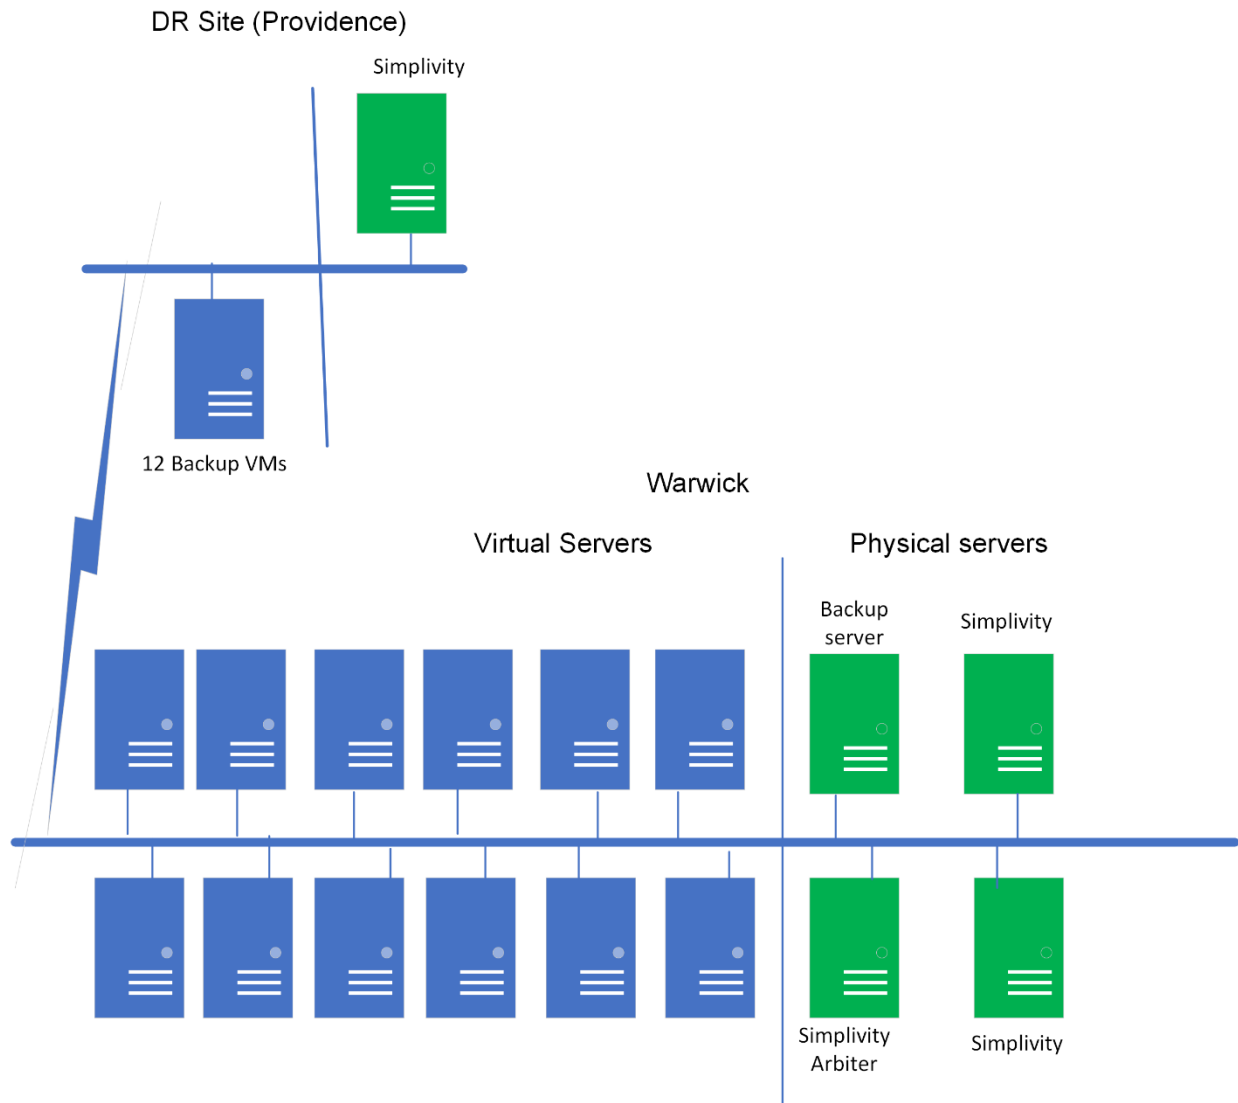 DR Site (Providence)
Simplivity
12 Backup VMs
Warwick
Virtual Servers
Physical servers
Backup
server
Simplivity
Simplivity
Arbiter
Simplivity